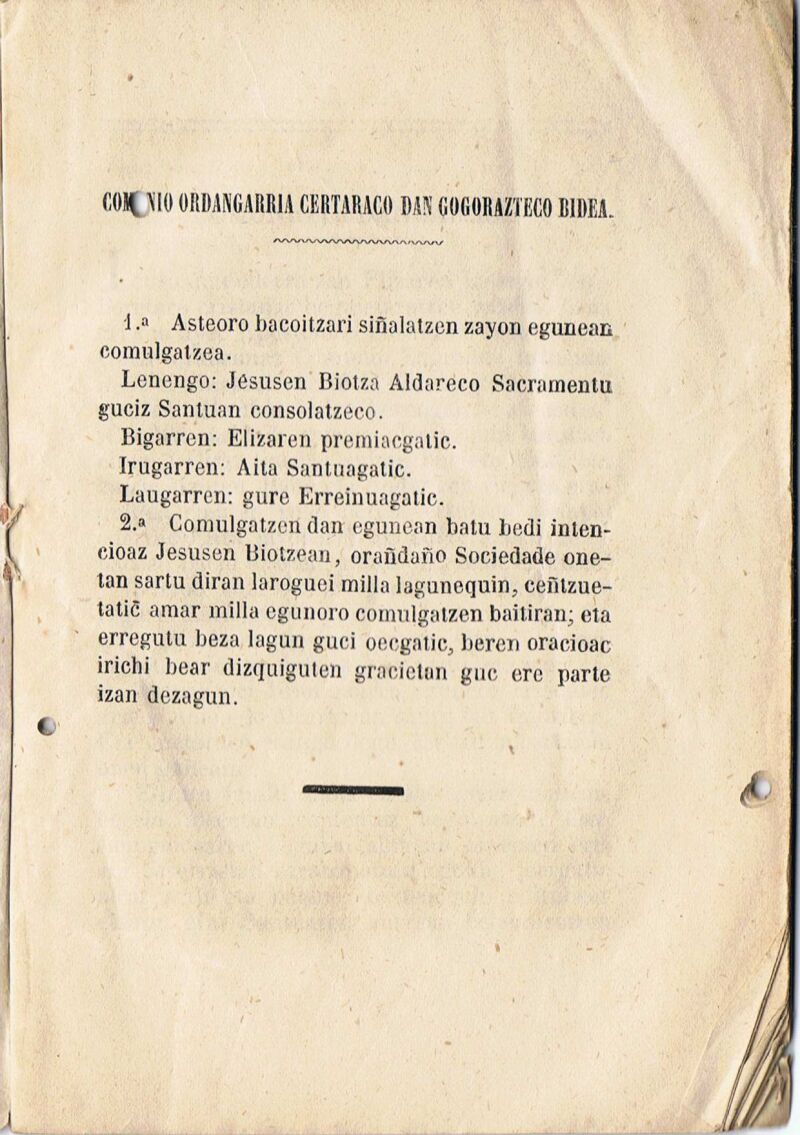 COMUNIO ORDANGARRIA CERTARACO DAN GOGORAZTECO BIDEA.
1.ª Asteoro bacoitzari siñalatzen zayon egunean
comulgatzea.
Lenengo: Jesusen Biotza Aldareco Sacramentu
guciz Santuan consolatzeco.
Bigarren: Elizaren premiacgatic.
Irugarren: Aita Santuagatic.
Laugarren: gure Erreinuagatic.
2.ª Comulgatzen dan egunean batu bedi inten-
cioaz Jesusen Biotzean, orañdaño Sociedade one-
tan sartu diran laroguei milla lagunequin, ceñtzue-
tatic amar milla egunoro comulgatzen baitiran; eta
erregutu beza lagun guci oecgatic, beren oracioac
irichi bear dizquiguten gracietan guc ere parte
izan dezagun.